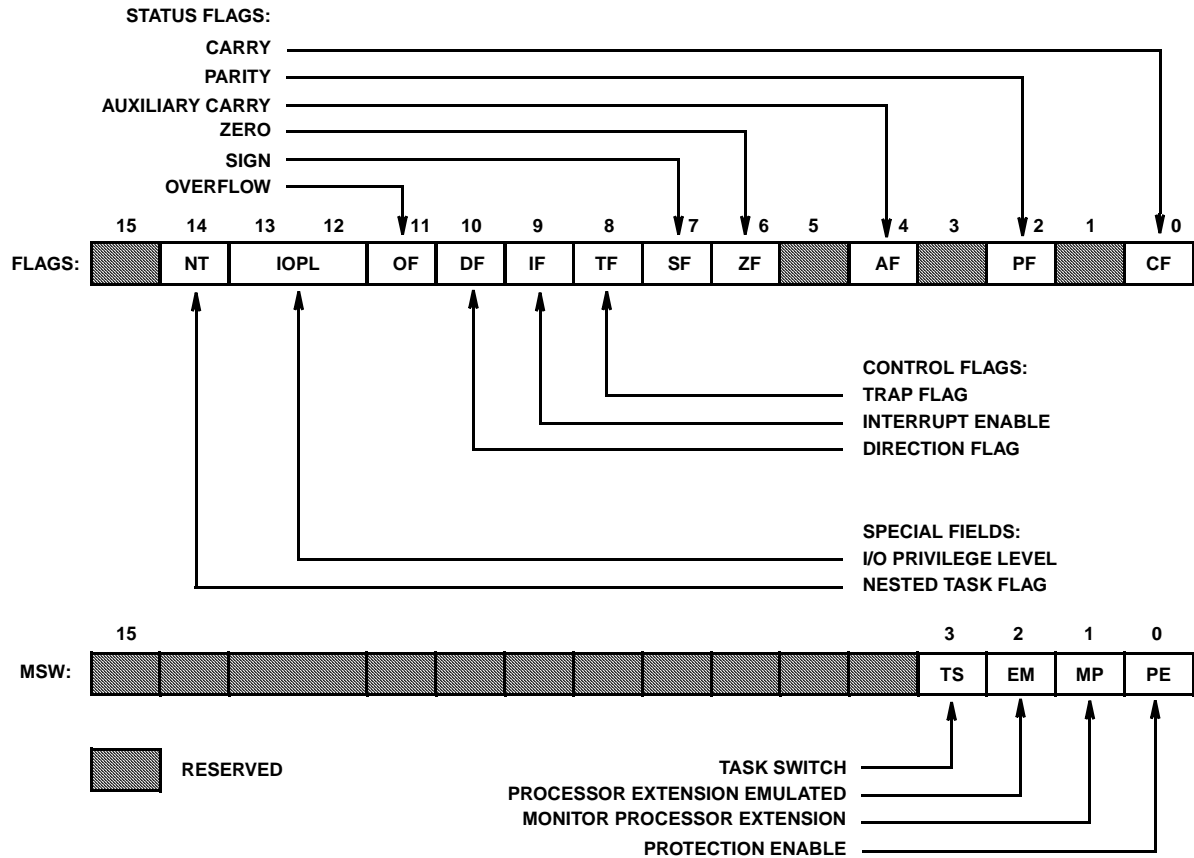 STATUS FLAGS:
CARRY
PARITY
AUXILIARY CARRY
ZERO
SIGN
OVERFLOW
15 14 13 12 11 10 9 8 7 6 5 4 3 2 1 0
FLAGS: NT IOPL OF DF IF TF SF ZF AF PF CF
CONTROL FLAGS:
TRAP FLAG
INTERRUPT ENABLE
DIRECTION FLAG
SPECIAL FIELDS:
I/O PRIVILEGE LEVEL
NESTED TASK FLAG
15 3 2 1 0
MSW: TS EM MP PE
RESERVED
TASK SWITCH
PROCESSOR EXTENSION EMULATED
MONITOR PROCESSOR EXTENSION
PROTECTION ENABLE